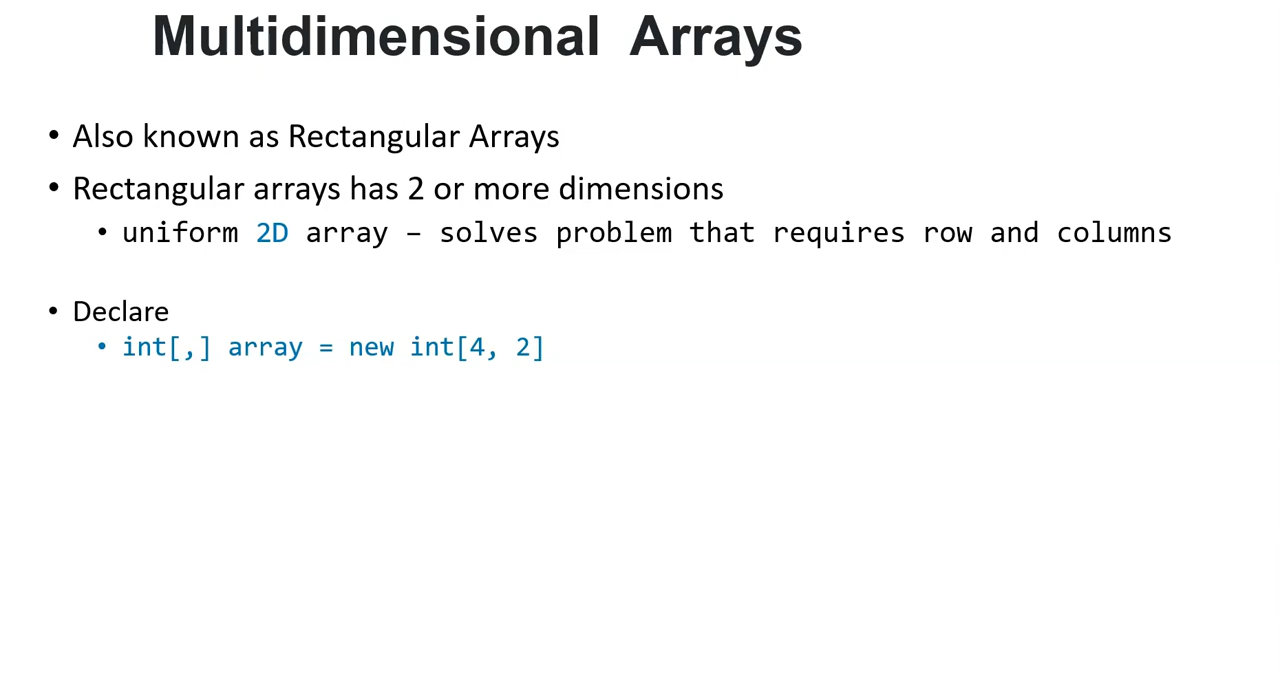 Multidimensional Arrays
• Also known as Rectangular Arrays
• Rectangular arrays has 2 or more dimensions
• uniform 2D array – solves problem that requires row and columns
• Declare
• int[,] array = new int[4, 2]